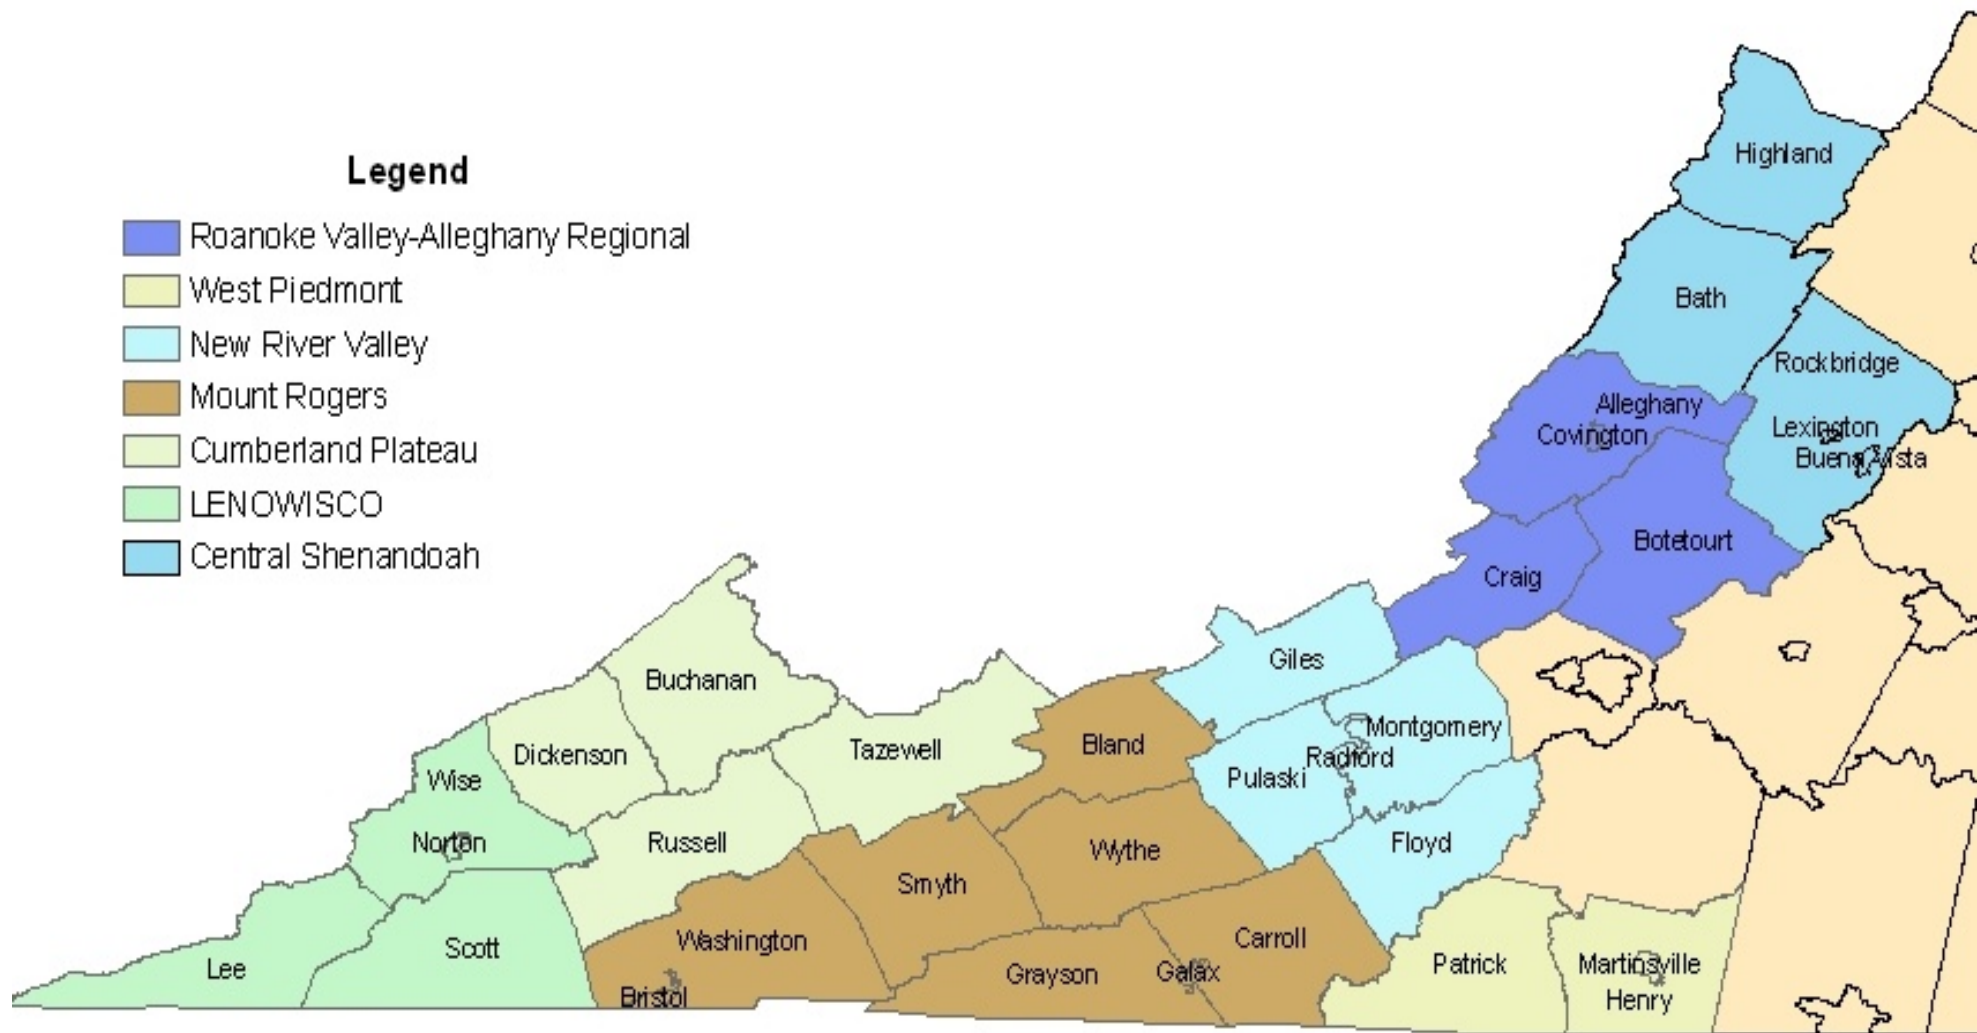 Legend
Roanoke Valley-Alleghany Regional
West Piedmont
New River Valley
Mount Rogers
Cumberland Plateau
LENOWISCO
Central Shenandoah
Highland
Bath
Rockbridge
Alleghany
Lexington
Covington
Buena Vista
Botetourt
Craig
Giles
Buchanan
Montgomery
Bland
Tazewell
Dickenson
Radford
Pulaski
Wise
Norton
Russell
Floyd
Wythe
Smyth
Carroll
Washington
Scott
Patrick
Martinsville
Lee
Grayson
Galax
Bristol
Henry